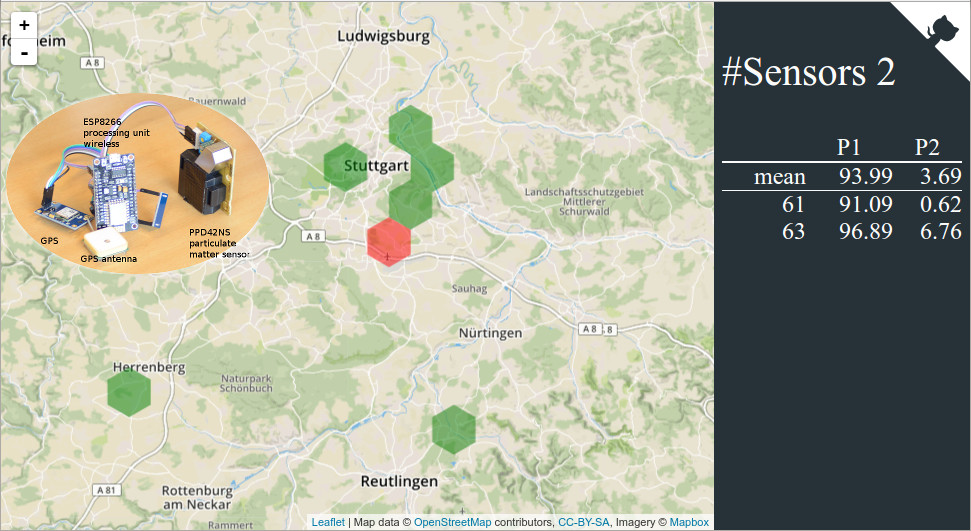 +
-
Ludwigsburg
A 8
ESP8266
processing unit
wireless
GPS
GPS antenna
PPD42NS
particulate
matter sensor
Stuttgart
Landschaftsschutzgebiet
Mittlerer
Schurwald
A 8
Sauhag
Nürtingen
A 8
.8
Herrenberg
Naturpark
Schönbuch
A 81
Rottenburg
am Neckar
Reutlingen
Rammert
Leaflet | Map data © OpenStreetMap contributors, CC-BY-SA, Imagery © Mapbox
#Sensors 2
P1 P2
mean 93.99 3.69
61 91.09 0.62
63 96.89 6.76